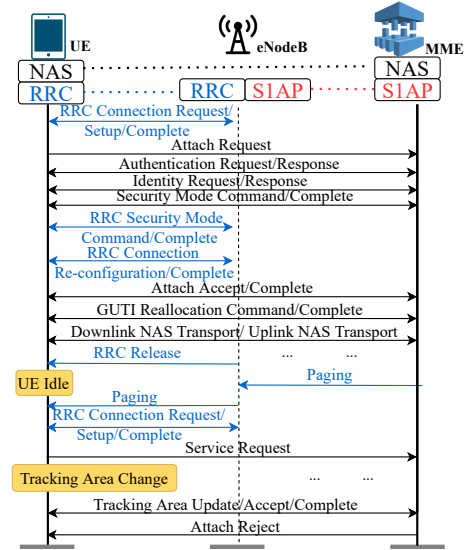 UE
eNodeB
MME
NAS
NAS
RRC
RRC
S1AP
S1AP
RRC Connection Request/
Setup/Complete
Attach Request
Authentication Request/Response
Identity Request/Response
Security Mode Command/Complete
RRC Security Mode
Command/Complete
RRC Connection
Re-configuration/Complete
Attach Accept/Complete
GUTI Reallocation Command/Complete
Downlink NAS Transport/ Uplink NAS Transport
RRC Release
... ...
UE Idle
Paging
Paging
RRC Connection Request/
Setup/Complete
Service Request
Tracking Area Change
... ...
Tracking Area Update/Accept/Complete
Attach Reject